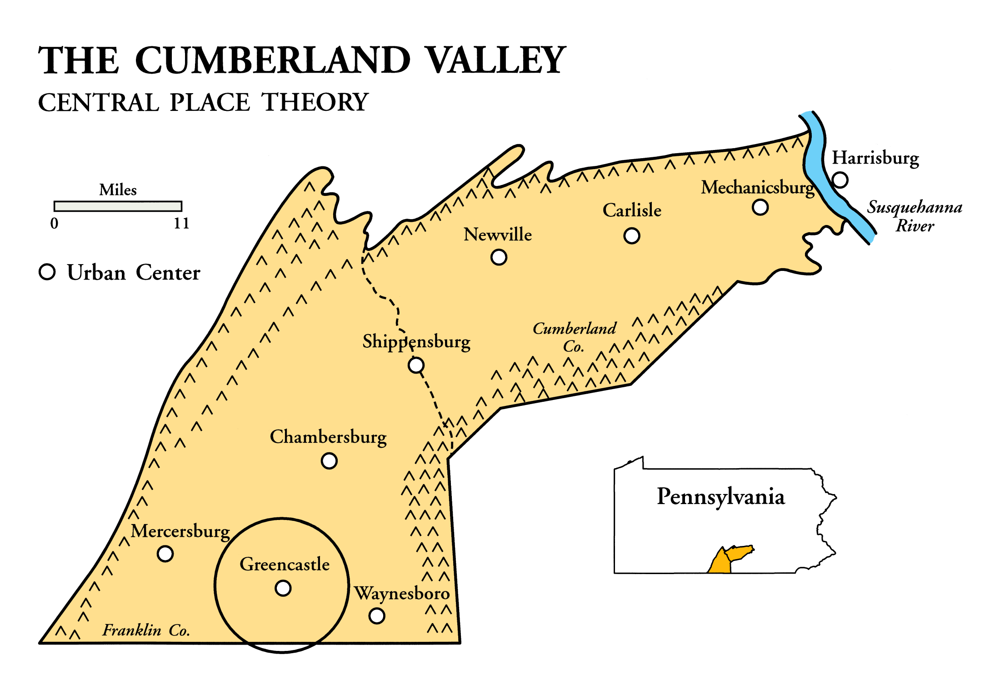 THE CUMBERLAND VALLEY
CENTRAL PLACE THEORY
Miles
0 11
Urban Center
Harrisburg
Mechanicsburg
Susquehanna
River
Carlisle
Newville
Cumberland
Co.
Shippensburg
Chambersburg
Pennsylvania
Mercersburg
Greencastle
Waynesboro
Franklin Co.